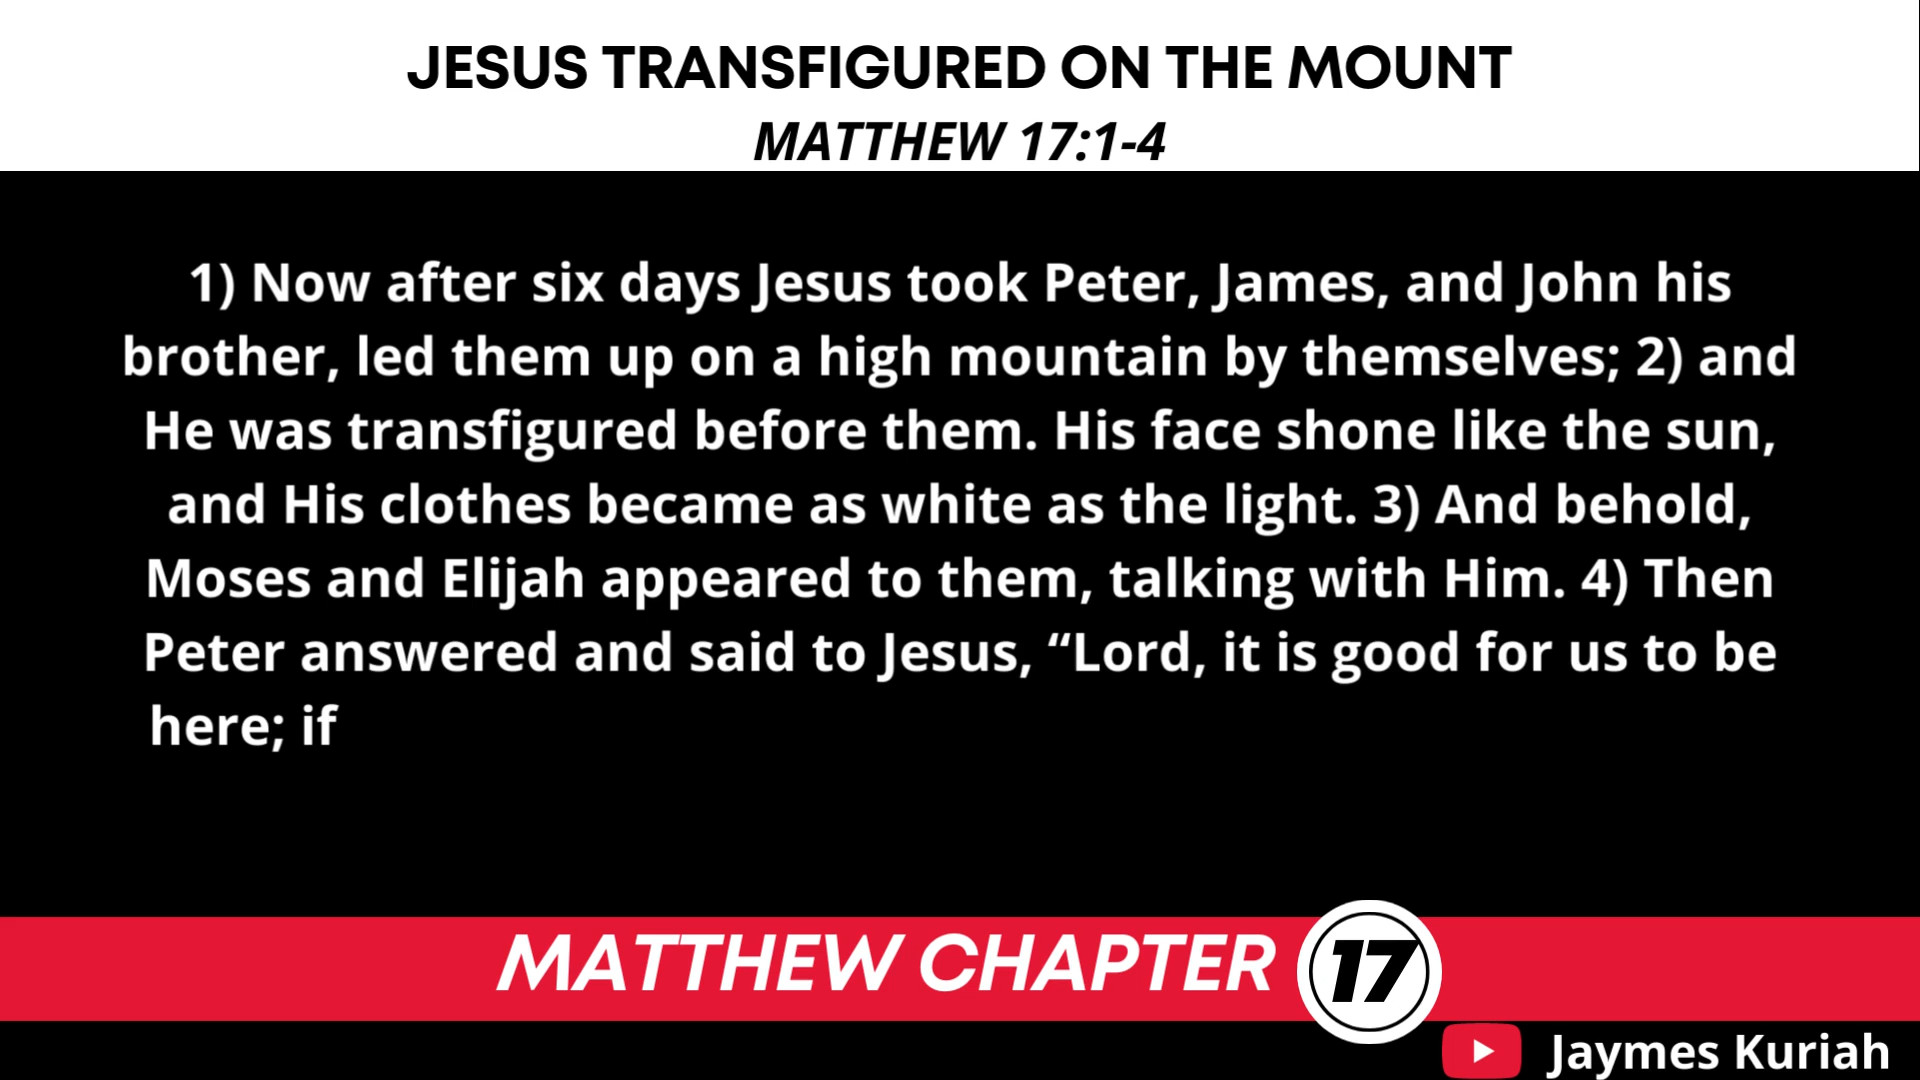 JESUS TRANSFIGURED ON THE MOUNT
MATTHEW 17:1-4
1) Now after six days Jesus took Peter, James, and John his
brother, led them up on a high mountain by themselves; 2) and
He was transfigured before them. His face shone like the sun,
and His clothes became as white as the light. 3) And behold,
Moses and Elijah appeared to them, talking with Him. 4) Then
Peter answered and said to Jesus, “Lord, it is good for us to be
here; if
MATTHEW CHAPTER 17
Jaymes Kuriah